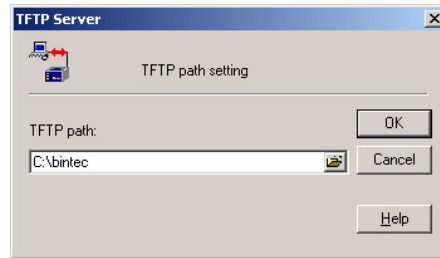 TFTP Server
TFTP path setting
TFTP path:
C:\bintec
OK
Cancel
Help